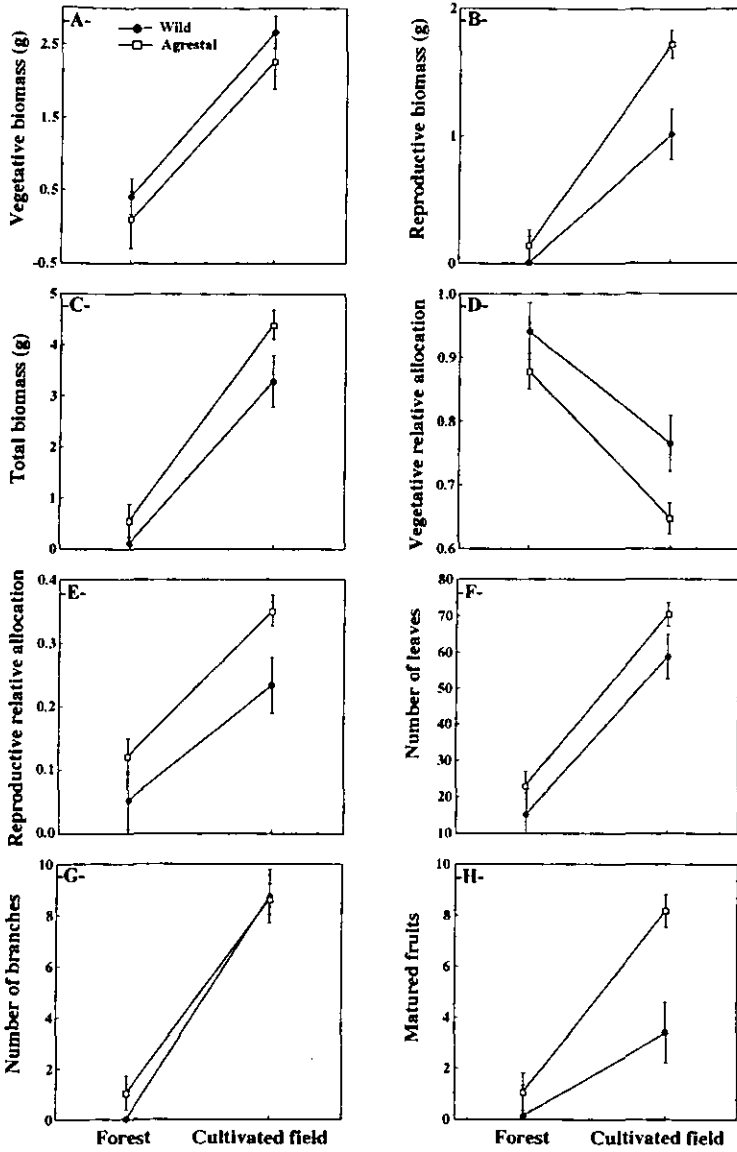 -A-
Wild
Agrestal
Vegetative biomass (g)
2.5
1.5
0.5
-0.5
-B-
Reproductive biomass (g)
2
1
0
-C-
Total biomass (g)
5
4
3
2
1
0
-D-
Vegetative relative allocation
1.0
0.9
0.8
0.7
0.6
-E-
Reproductive relative allocation
0.4
0.3
0.2
0.1
0.0
-F-
Number of leaves
80
70
60
50
40
30
20
10
-G-
Number of branches
10
8
6
4
2
0
Forest Cultivated field
-H-
Matured fruits
10
8
6
4
2
0
Forest Cultivated field